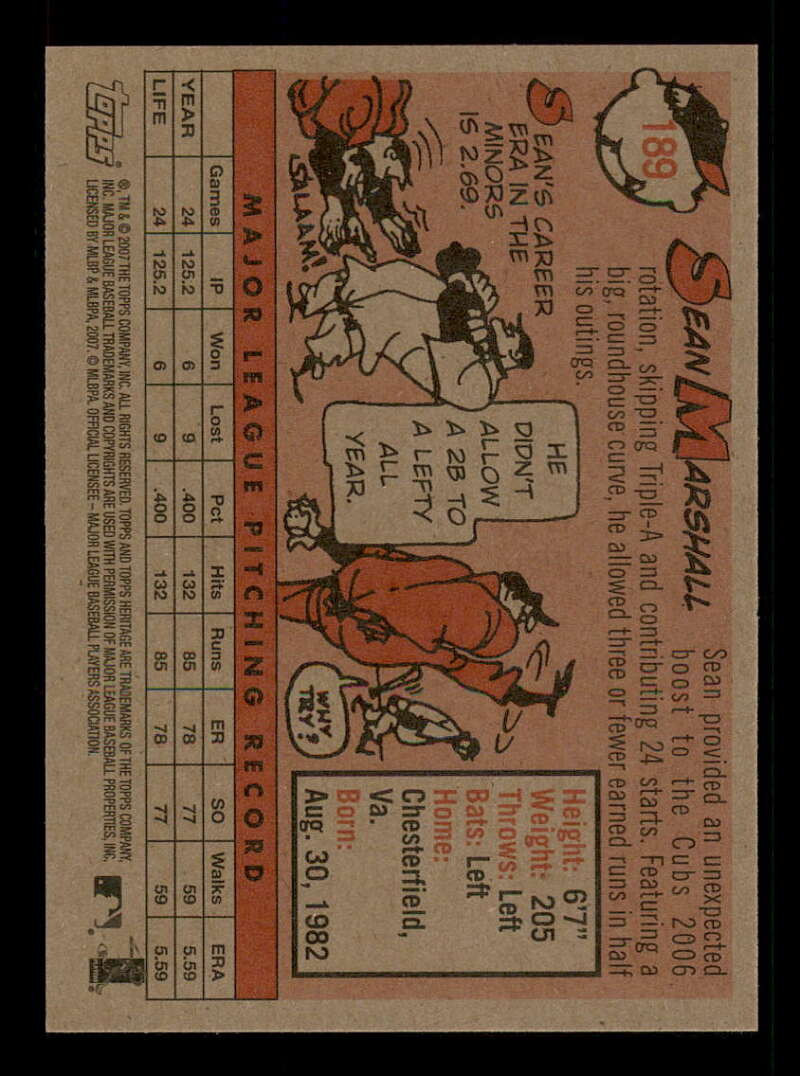 189
SEAN MARSHALL
Sean provided an unexpected
boost to the Cubs 2006
rotation, skipping Triple-A and contributing 24 starts. Featuring a
big, roundhouse curve, he allowed three or fewer earned runs in half
his outings.
SEAN'S CAREER
ERA IN THE
MINORS
IS 2.69.
SALAAM!
HE
DIDN'T
ALLOW
A 2B TO
A LEFTY
ALL
YEAR.
WHY
TRY?
Height: 6'7"
Weight: 205
Throws: Left
Bats: Left
Home:
Chesterfield,
Va.
Born:
Aug. 30, 1982
MAJOR LEAGUE PITCHING RECORD
Games IP Won Lost Pct Hits Runs ER SO Walks ERA
YEAR 24 125.2 6 9 .400 132 85 78 77 59 5.59
LIFE 24 125.2 6 9 .400 132 85 78 77 59 5.59
topps®
®, TM & © 2007 THE TOPPS COMPANY, INC. ALL RIGHTS RESERVED. TOPPS AND TOPPS HERITAGE ARE TRADEMARKS OF THE TOPPS COMPANY,
INC. MAJOR LEAGUE BASEBALL TRADEMARKS AND COPYRIGHTS ARE USED WITH PERMISSION OF MAJOR LEAGUE BASEBALL PROPERTIES, INC.
LICENSED BY MLBP & MLBPA, 2007. © MLBPA. OFFICIAL LICENSEE – MAJOR LEAGUE BASEBALL PLAYERS ASSOCIATION.